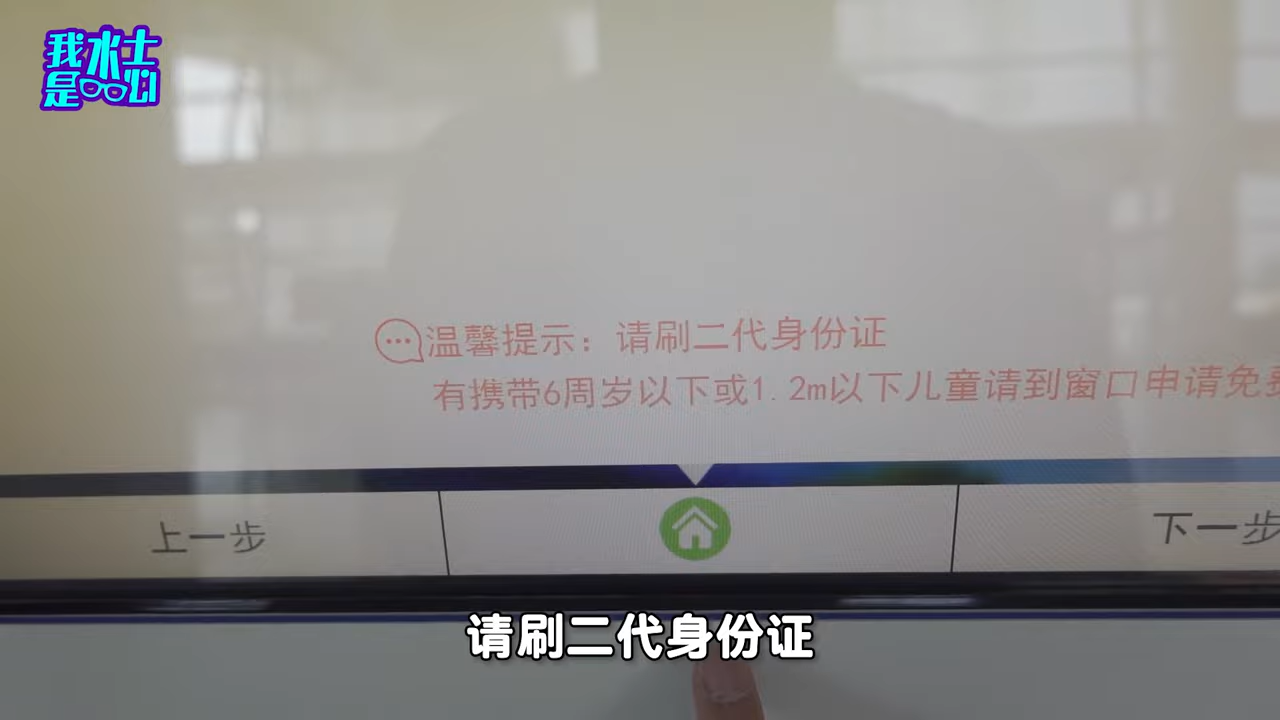 我水土
是心
温馨提示：请刷二代身份证
有携带6周岁以下或1.2m以下儿童请到窗口申请免
上一步
下一步
请刷二代身份证